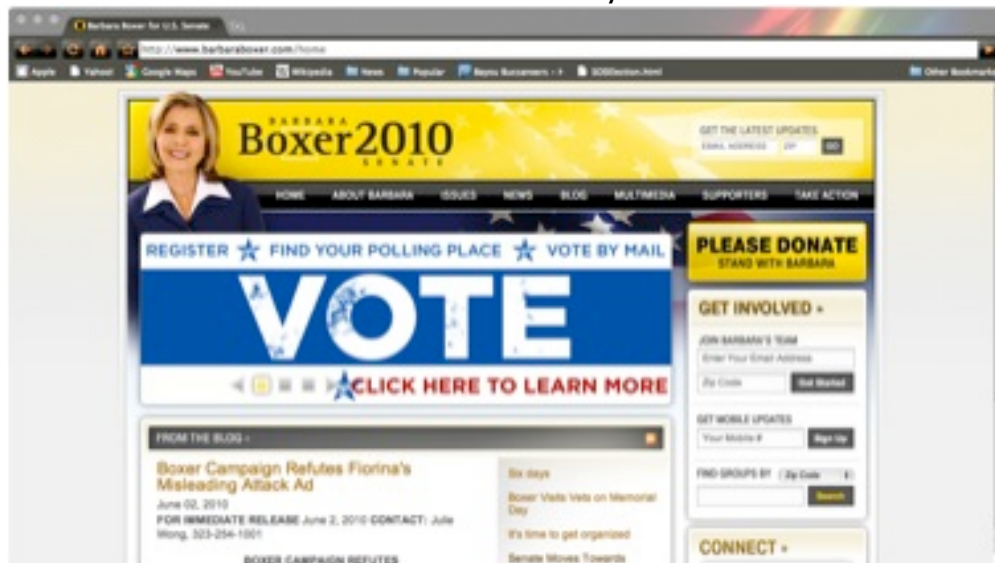 Barbara Boxer for U.S. Senate
http://www.barbaraboxer.com/home
Apple Yahoo! Google Maps YouTube Wikipedia News Popular Bayou Buccaneers SOSElection.html Other Bookmarks
BARBARA
Boxer 2010
SENATE
GET THE LATEST UPDATES
EMAIL ADDRESS ZIP GO
HOME ABOUT BARBARA ISSUES NEWS BLOG MULTIMEDIA SUPPORTERS TAKE ACTION
REGISTER FIND YOUR POLLING PLACE VOTE BY MAIL
VOTE
CLICK HERE TO LEARN MORE
PLEASE DONATE
STAND WITH BARBARA
GET INVOLVED »
JOIN BARBARA'S TEAM
Enter Your Email Address
Zip Code Get Started
GET MOBILE UPDATES
Your Mobile # Sign Up
FIND GROUPS BY Zip Code
Search
CONNECT »
FROM THE BLOG »
Boxer Campaign Refutes Fiorina's
Misleading Attack Ad
June 02, 2010
FOR IMMEDIATE RELEASE June 2, 2010 CONTACT: Julie
Wong, 323-254-1001
BOXER CAMPAIGN REFUTES
Six days
Boxer Visits Vets on Memorial
Day
It's time to get organized
Senate Moves Towards